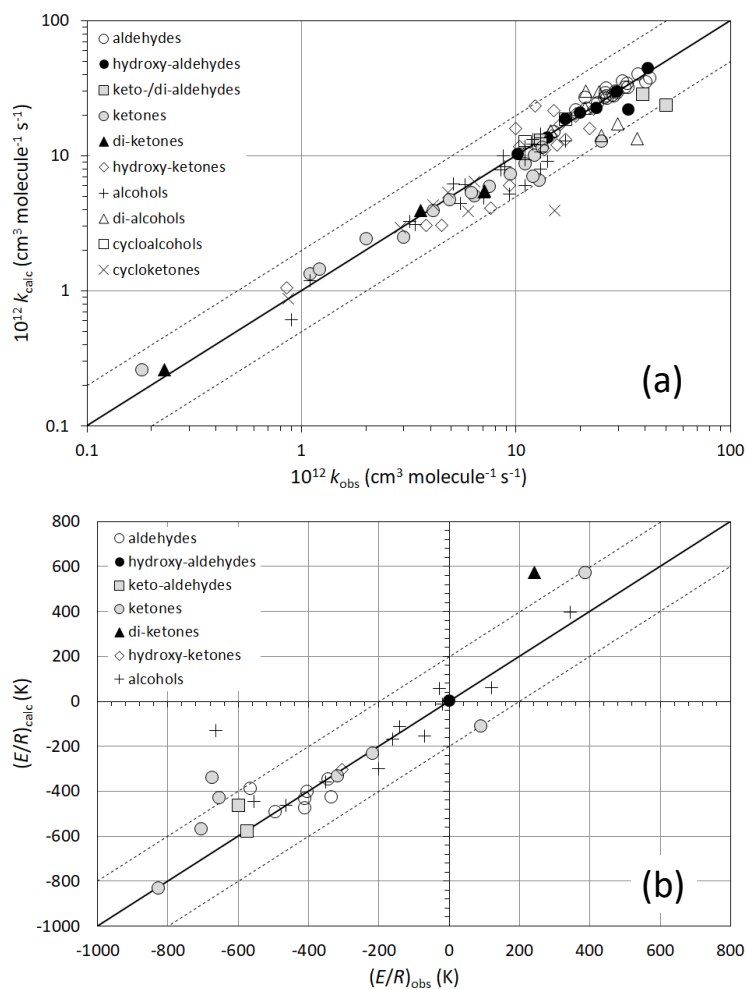 100
10
1
0.1
0.1
1
10
100
10¹² k_calc (cm³ molecule⁻¹ s⁻¹)
10¹² k_obs (cm³ molecule⁻¹ s⁻¹)
aldehydes
hydroxy-aldehydes
keto-/di-aldehydes
ketones
di-ketones
hydroxy-ketones
alcohols
di-alcohols
cycloalcohols
cycloketones
(a)
800
600
400
200
0
-200
-400
-600
-800
-1000
-1000
-800
-600
-400
-200
0
200
400
600
800
(E/R)_calc (K)
(E/R)_obs (K)
aldehydes
hydroxy-aldehydes
keto-aldehydes
ketones
di-ketones
hydroxy-ketones
alcohols
(b)